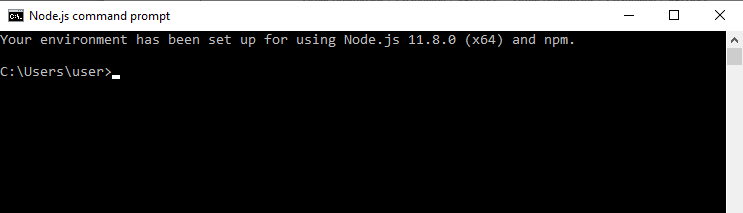 Node.js command prompt
Your environment has been set up for using Node.js 11.8.0 (x64) and npm.
C:\Users\user>